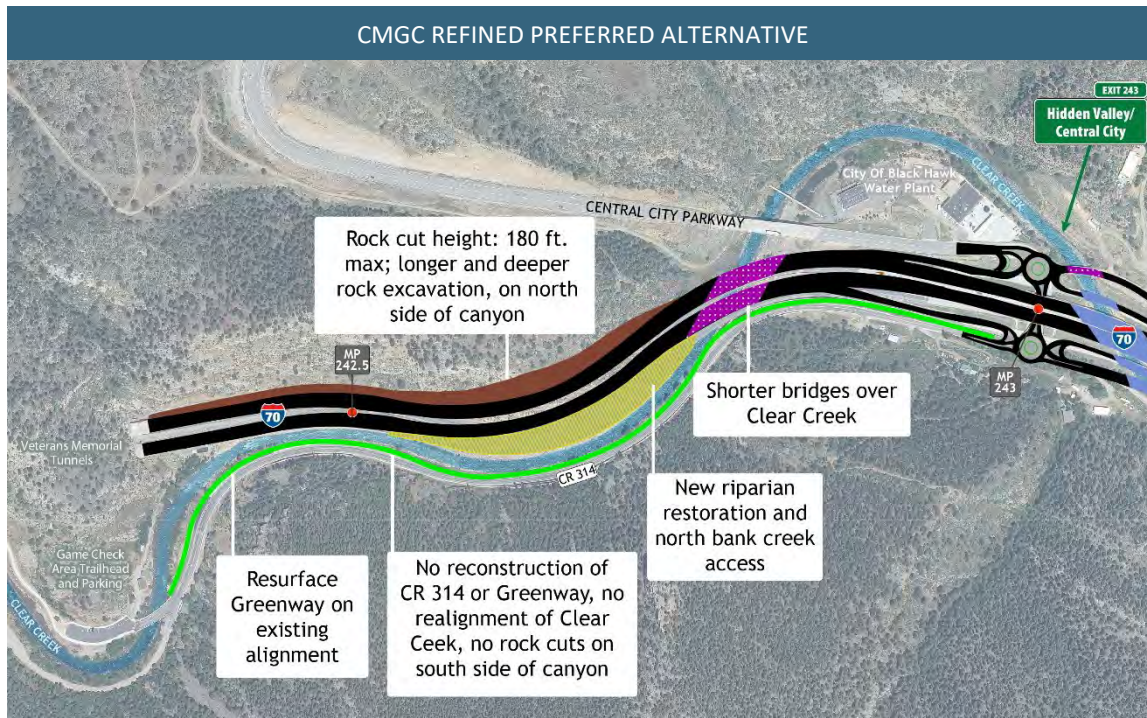 CMGC REFINED PREFERRED ALTERNATIVE
EXIT 243
Hidden Valley/
Central City
CLEAR CREEK
City Of Black Hawk
Water Plant
CENTRAL CITY PARKWAY
Rock cut height: 180 ft.
max; longer and deeper
rock excavation, on north
side of canyon
MP
242.5
70
70
MP
243
Shorter bridges over
Clear Creek
Veterans Memorial
Tunnels
CR 314
New riparian
restoration and
north bank creek
access
Game Check
Area Trailhead
and Parking
Resurface
Greenway on
existing
alignment
No reconstruction of
CR 314 or Greenway, no
realignment of Clear
Ceek, no rock cuts on
south side of canyon
CLEAR CREEK